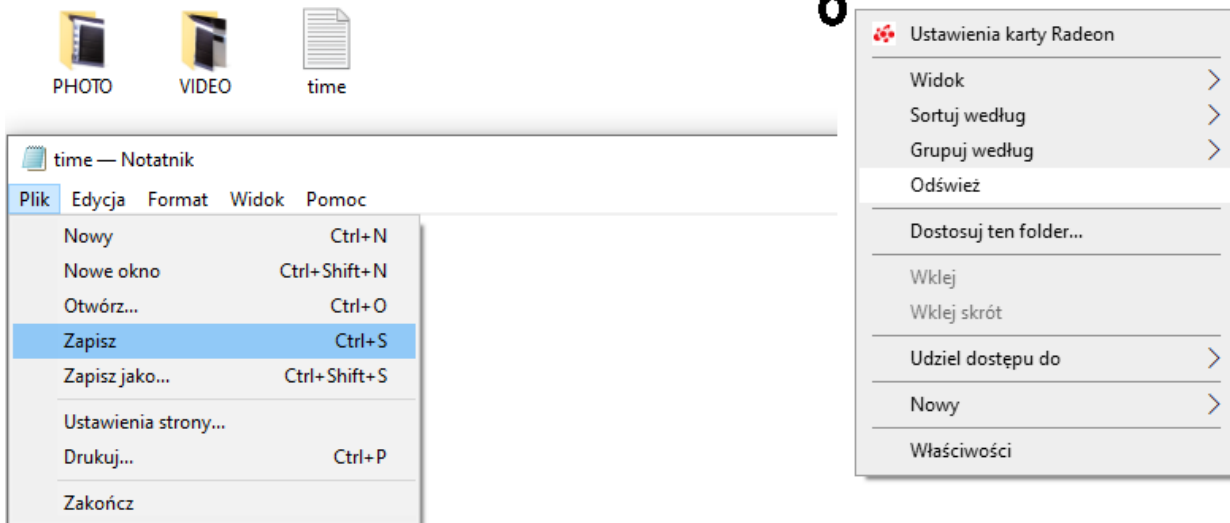 PHOTO VIDEO time
time — Notatnik
Plik Edycja Format Widok Pomoc
Nowy Ctrl+N
Nowe okno Ctrl+Shift+N
Otwórz... Ctrl+O
Zapisz Ctrl+S
Zapisz jako... Ctrl+Shift+S
Ustawienia strony...
Drukuj... Ctrl+P
Zakończ
6
Ustawienia karty Radeon
Widok
Sortuj według
Grupuj według
Odśwież
Dostosuj ten folder...
Wklej
Wklej skrót
Udziel dostępu do
Nowy
Właściwości